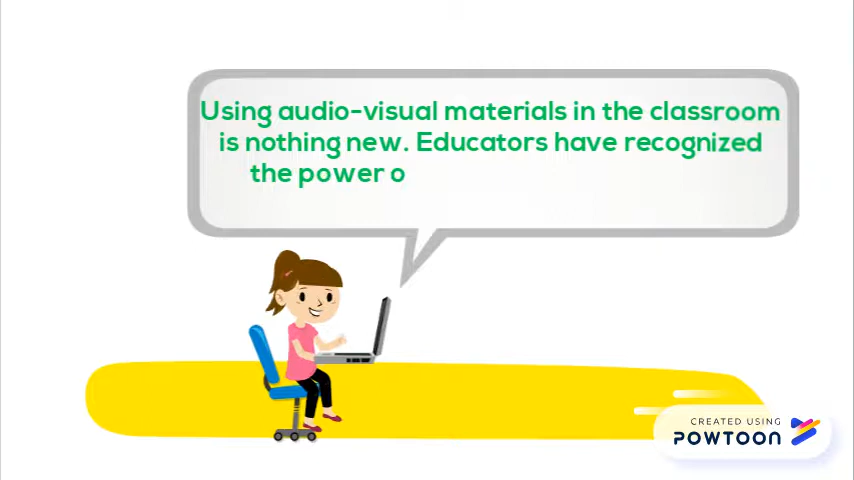 Using audio-visual materials in the classroom
is nothing new. Educators have recognized
the power o
CREATED USING
POWTOON